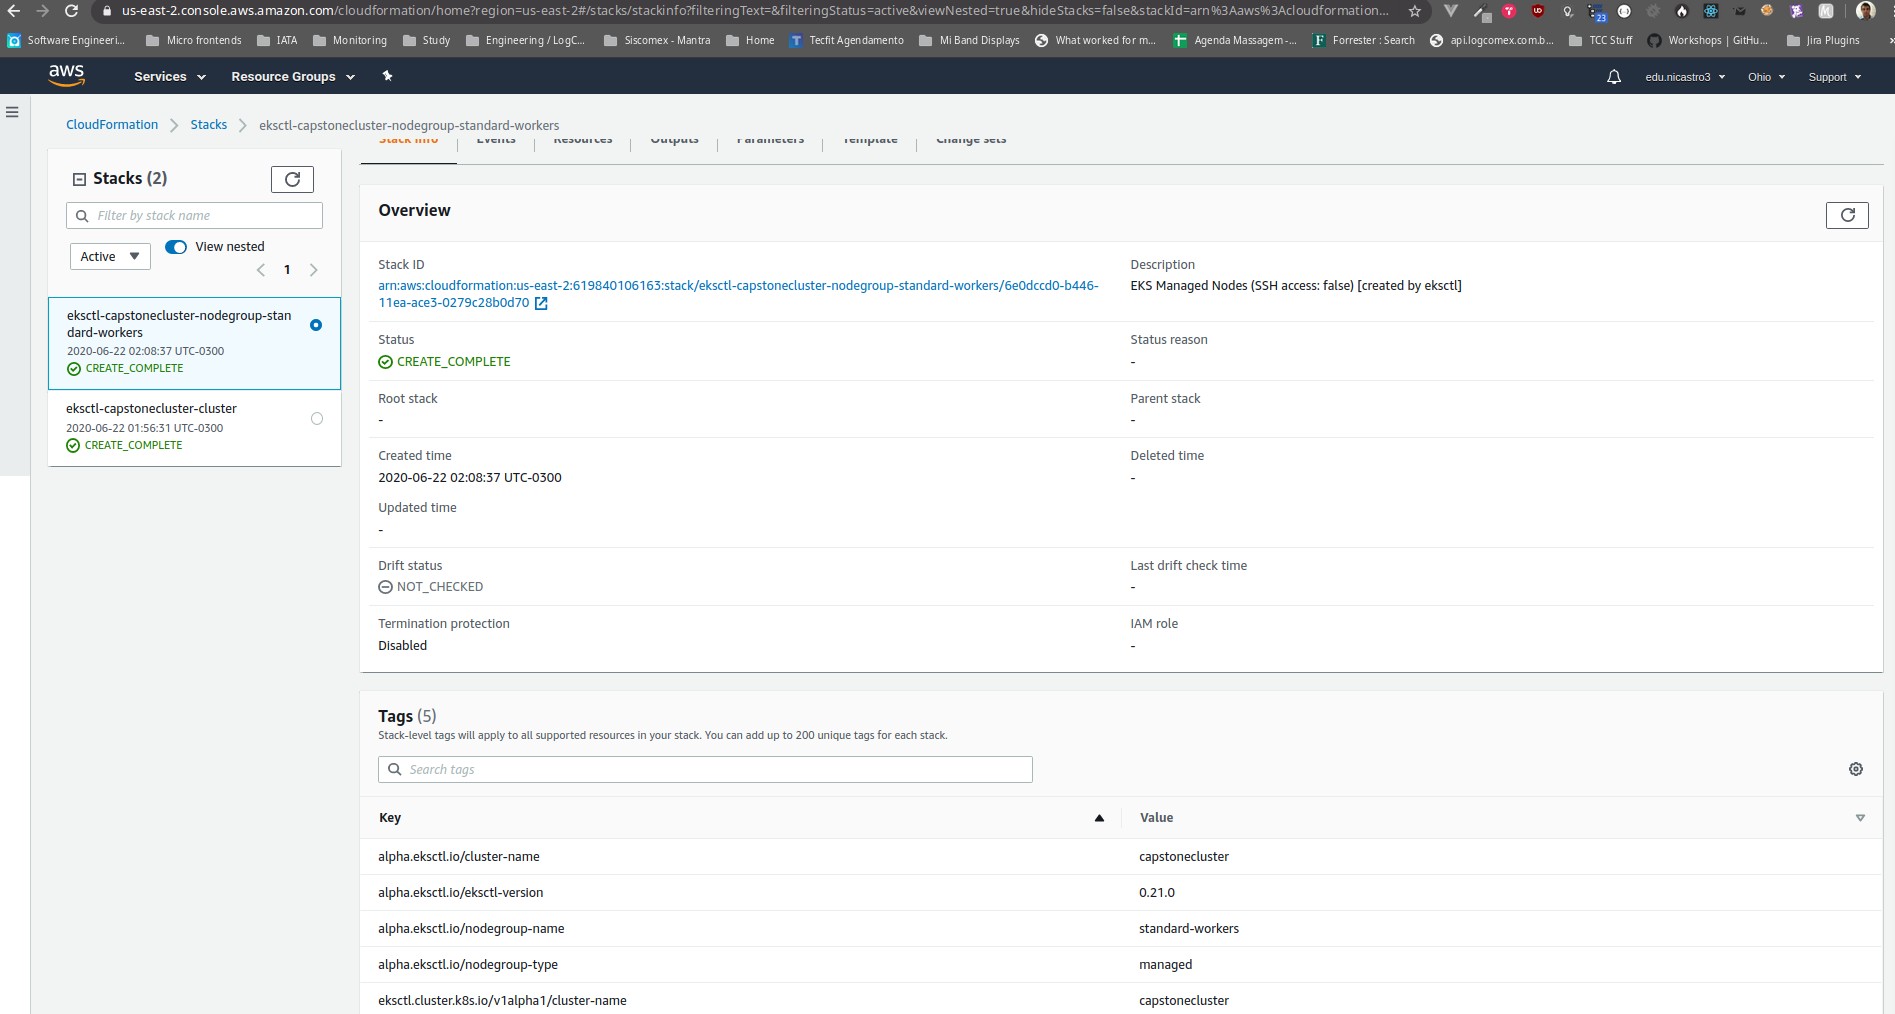 us-east-2.console.aws.amazon.com/cloudformation/home?region=us-east-2#/stacks/stackinfo?filteringText=&filteringStatus=active&viewNested=true&hideStacks=false&stackId=arn%3Aaws%3Acloudformation...
23
Software Engineeri... Micro frontends IATA Monitoring Study Engineering / LogC... Siscomex - Mantra Home Tecfit Agendamento Mi Band Displays What worked for m... Agenda Massagem -... Forrester : Search api.logcomex.com.b... TCC Stuff Workshops | GitHu... Jira Plugins »
aws Services Resource Groups edu.nicastro3 Ohio Support
CloudFormation Stacks eksctl-capstonecluster-nodegroup-standard-workers
Stack info Events Resources Outputs Parameters Template Change sets
Stacks (2)
Filter by stack name
Active View nested
1
eksctl-capstonecluster-nodegroup-stan
dard-workers
2020-06-22 02:08:37 UTC-0300
CREATE_COMPLETE
eksctl-capstonecluster-cluster
2020-06-22 01:56:31 UTC-0300
CREATE_COMPLETE
Overview
Stack ID
arn:aws:cloudformation:us-east-2:619840106163:stack/eksctl-capstonecluster-nodegroup-standard-workers/6e0dccd0-b446-
11ea-ace3-0279c28b0d70
Description
EKS Managed Nodes (SSH access: false) [created by eksctl]
Status
CREATE_COMPLETE
Status reason
-
Root stack
-
Parent stack
-
Created time
2020-06-22 02:08:37 UTC-0300
Deleted time
-
Updated time
-
Drift status
NOT_CHECKED
Last drift check time
-
Termination protection
Disabled
IAM role
-
Tags (5)
Stack-level tags will apply to all supported resources in your stack. You can add up to 200 unique tags for each stack.
Search tags
Key Value
alpha.eksctl.io/cluster-name capstonecluster
alpha.eksctl.io/eksctl-version 0.21.0
alpha.eksctl.io/nodegroup-name standard-workers
alpha.eksctl.io/nodegroup-type managed
eksctl.cluster.k8s.io/v1alpha1/cluster-name capstonecluster